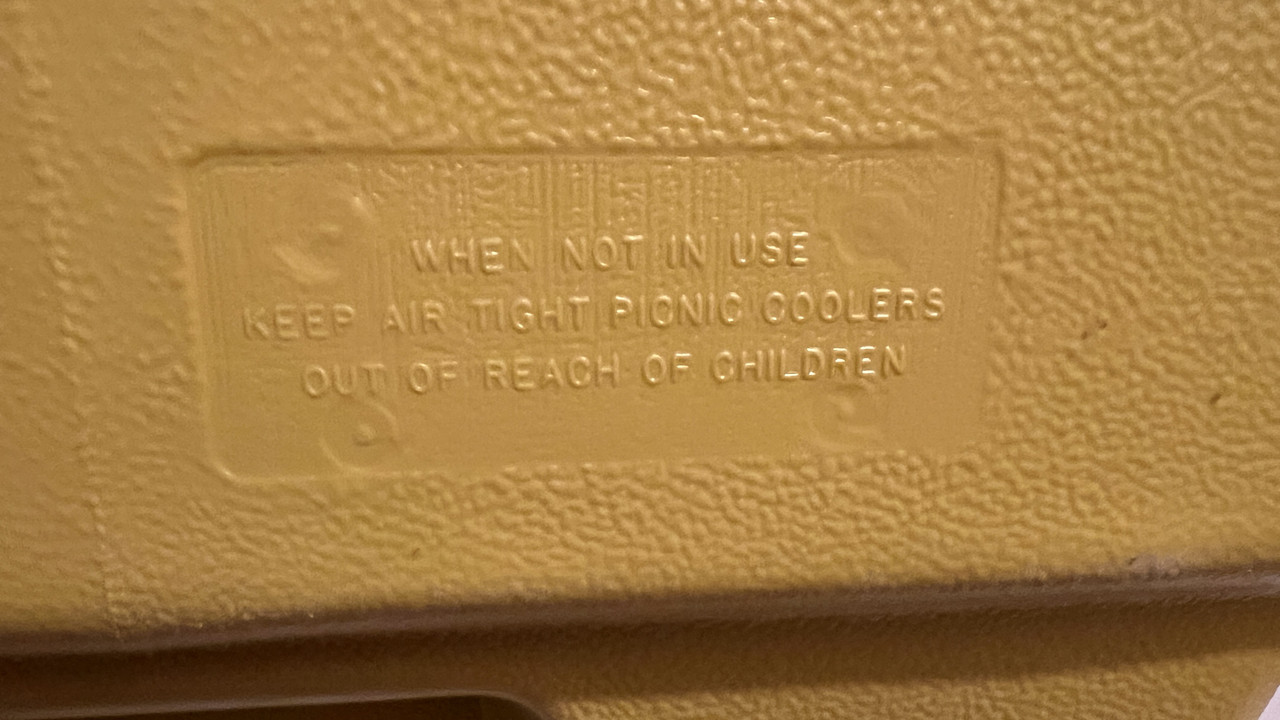 WHEN NOT IN USE
KEEP AIR TIGHT PICNIC COOLERS
OUT OF REACH OF CHILDREN